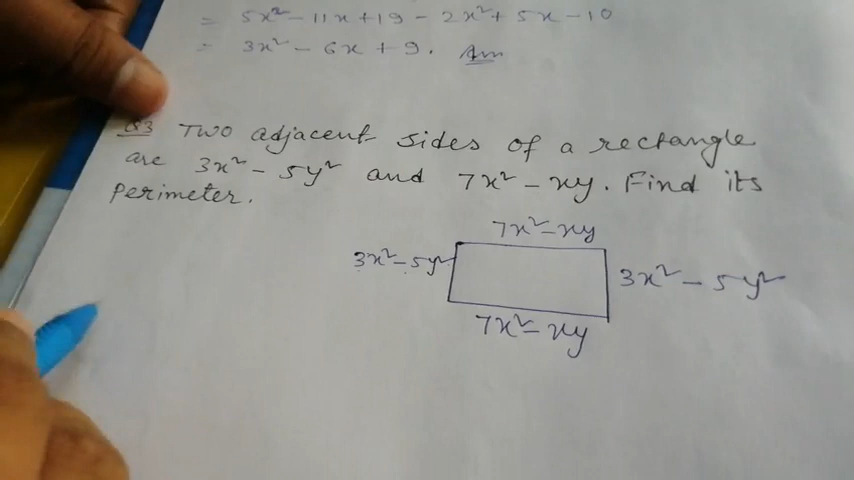 = 5x² - 11x + 19 - 2x² + 5x - 10
= 3x² - 6x + 9. Ans
Q3 Two adjacent sides of a rectangle
are 3x² - 5y² and 7x² - xy. Find its
perimeter.
7x² - xy
3x² - 5y²
3x² - 5y²
7x² - xy